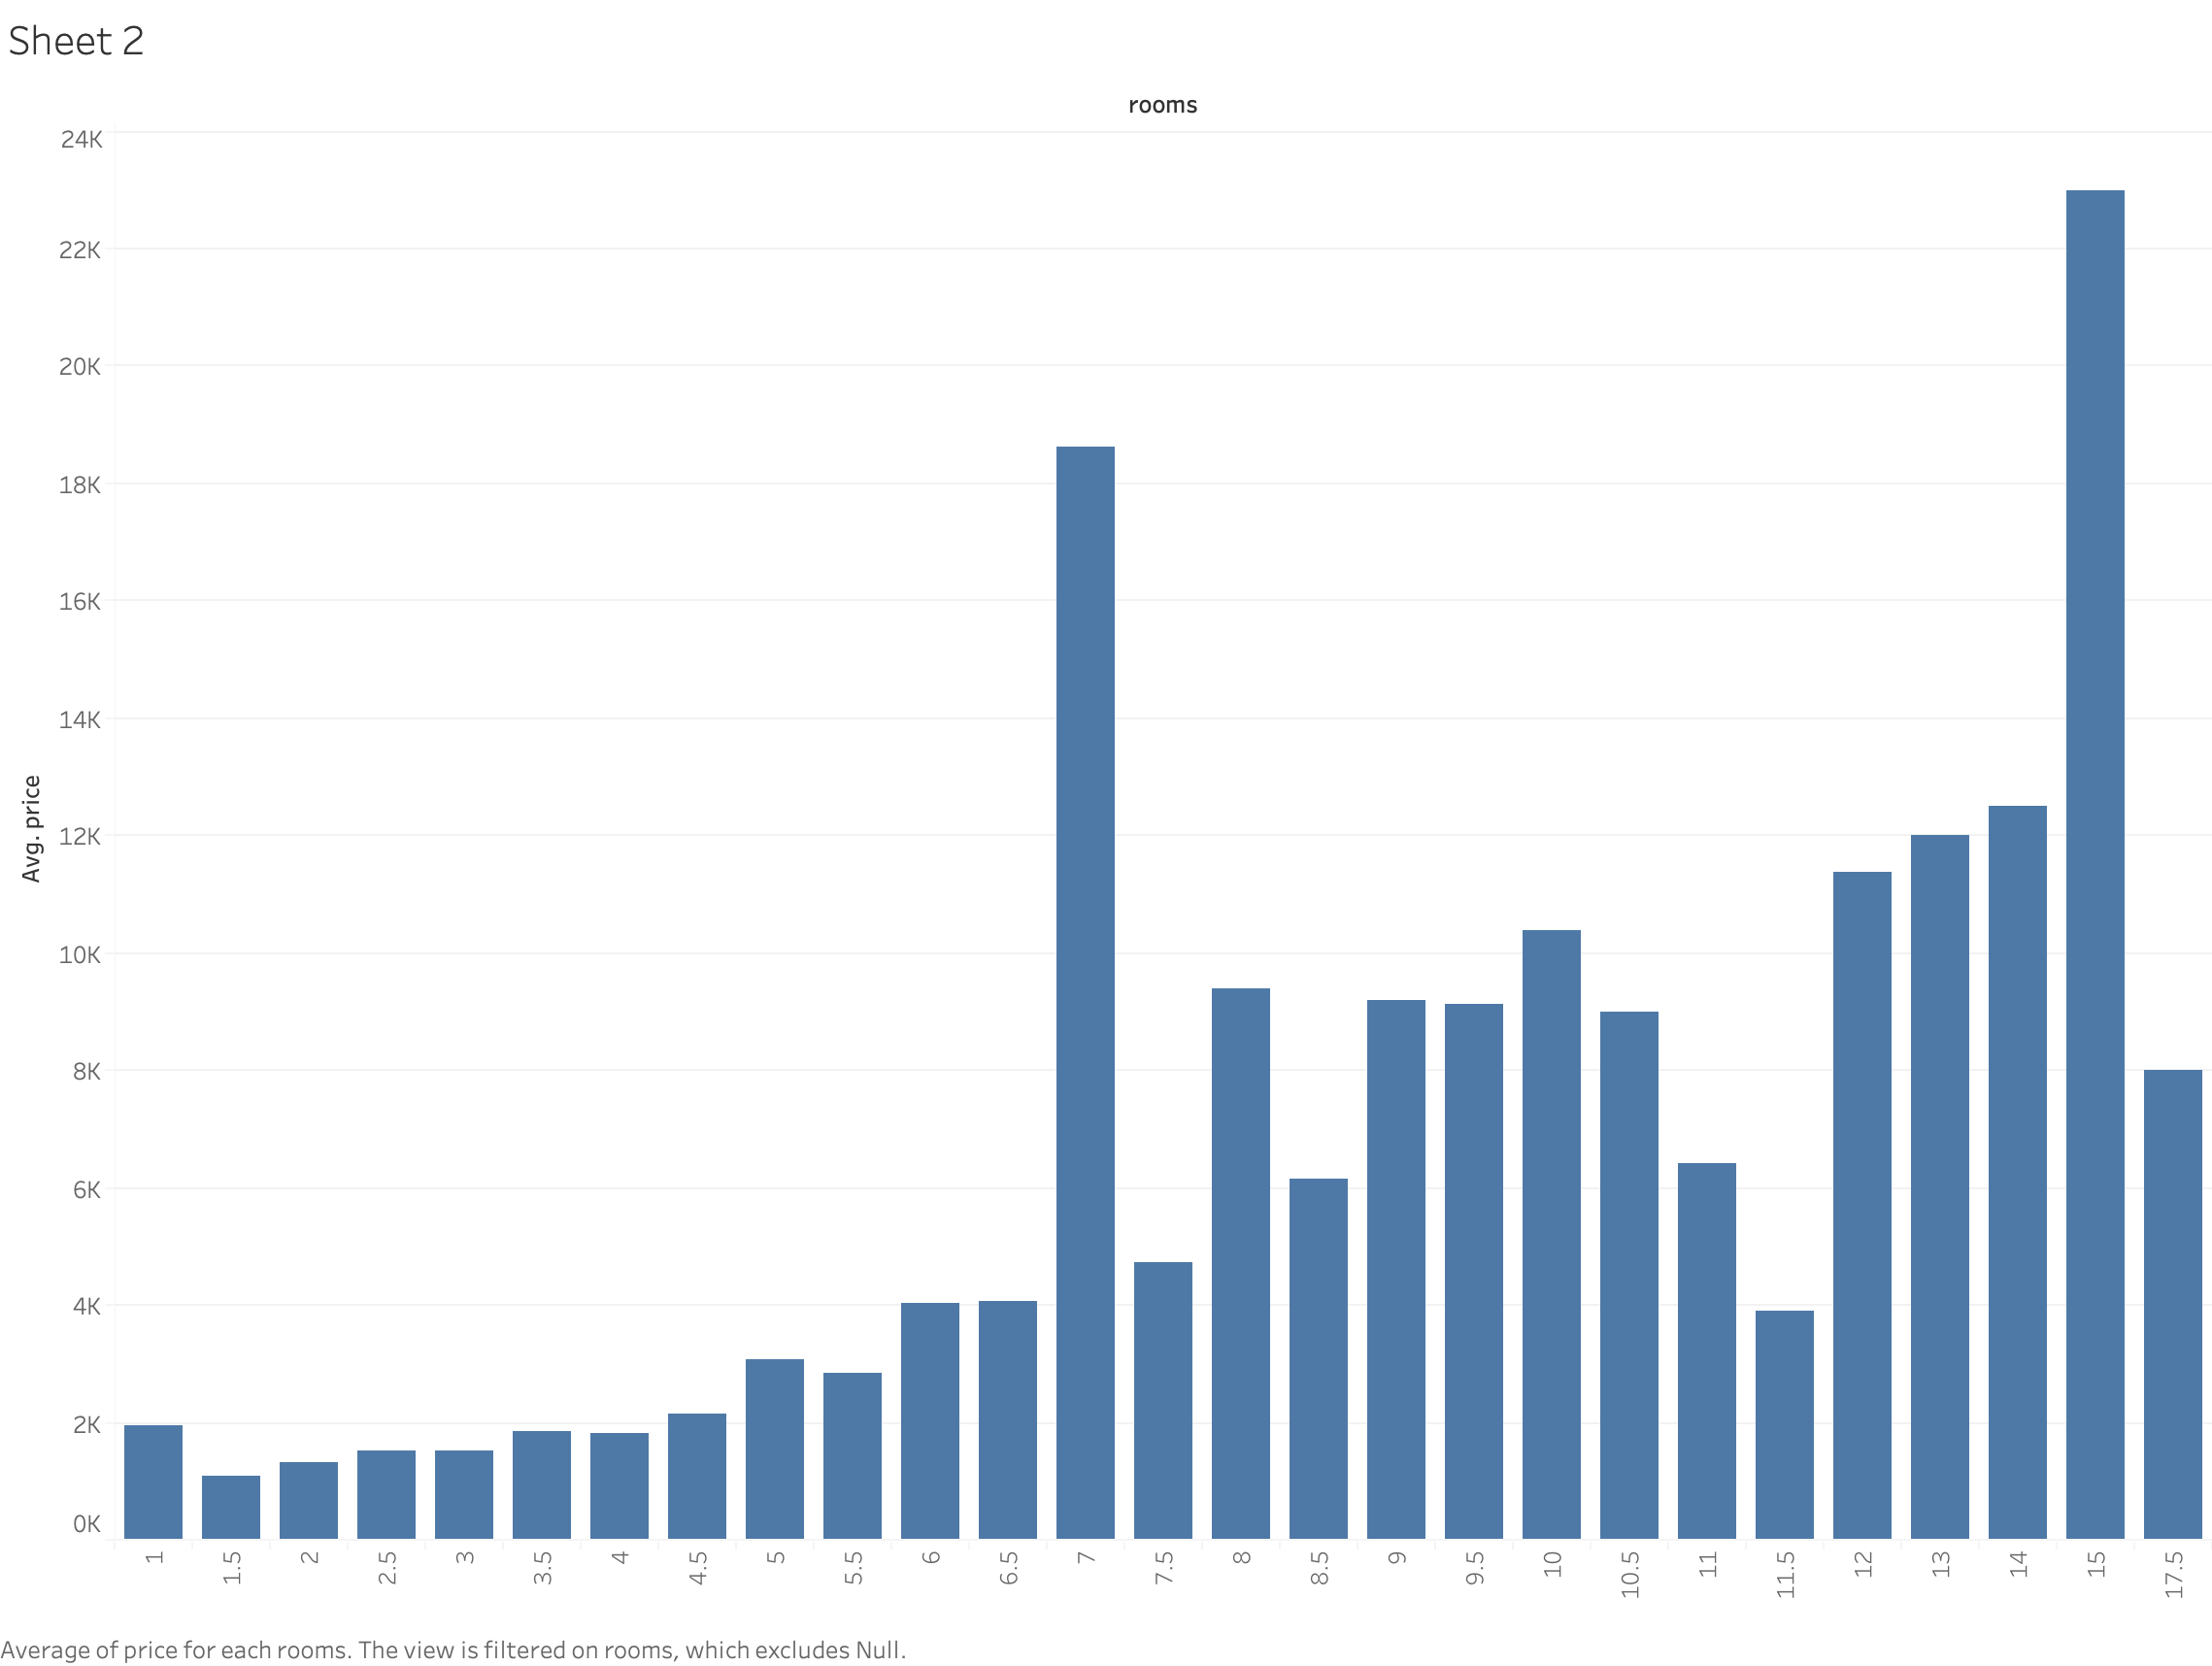 Sheet 2
rooms
24K
22K
20K
18K
16K
14K
12K
10K
8K
6K
4K
2K
0K
Avg. price
1 1.5 2 2.5 3 3.5 4 4.5 5 5.5 6 6.5 7 7.5 8 8.5 9 9.5 10 10.5 11 11.5 12 13 14 15 17.5
Average of price for each rooms. The view is filtered on rooms, which excludes Null.